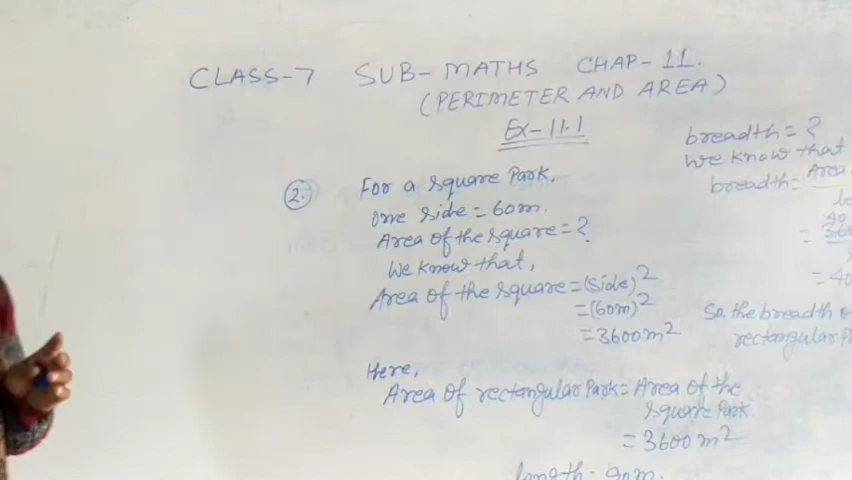 CLASS-7 SUB-MATHS CHAP-11.
(PERIMETER AND AREA)
Ex-11.1
2. For a square Park,
One side = 60m.
Area of the square = ?
We know that,
Area of the square = (side)²
= (60m)²
= 3600m²
Here,
Area of rectangular Park = Area of the
square Park
= 3600 m²
length - 90m.
breadth = ?
We know that
breadth = Area
= 40
So, the breadth o
rectangular P